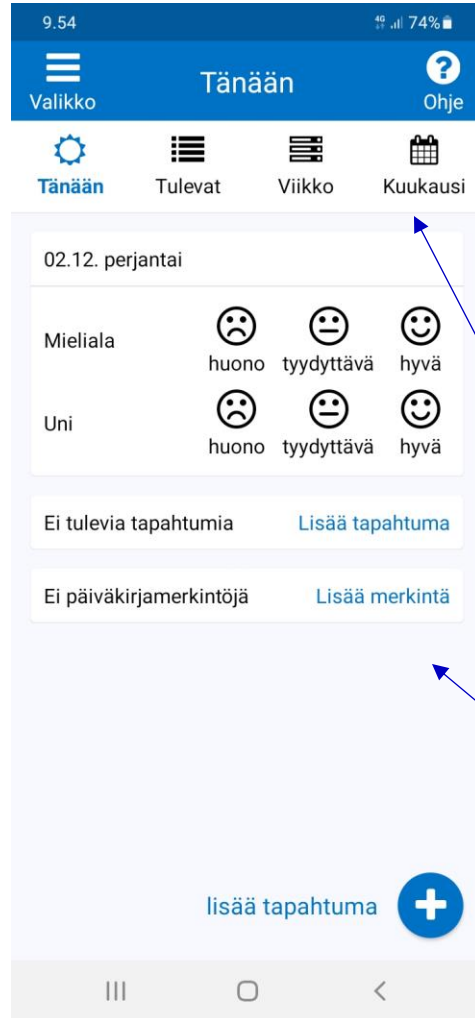 9.54 4G 74%
Valikko Tänään ? Ohje
Tänään Tulevat Viikko Kuukausi
02.12. perjantai
Mieliala huono tyydyttävä hyvä
Uni huono tyydyttävä hyvä
Ei tulevia tapahtumia Lisää tapahtuma
Ei päiväkirjamerkintöjä Lisää merkintä
lisää tapahtuma